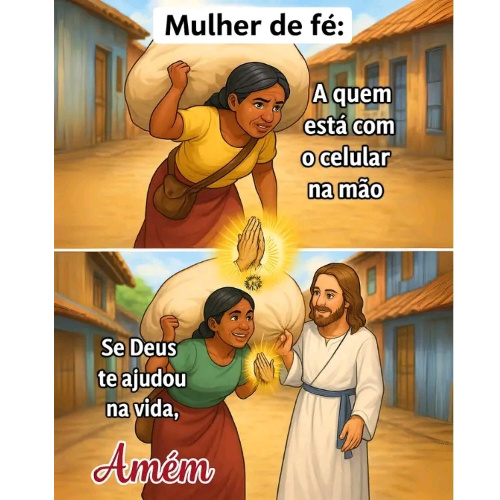 Mulher de fé:
A quem
está com
o celular
na mão
Se Deus
te ajudou
na vida,
Amém